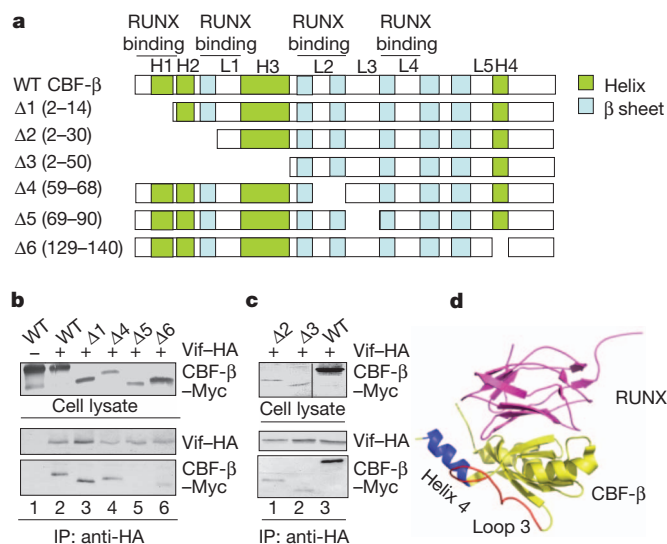 a
RUNX binding
RUNX binding
RUNX binding
RUNX binding
H1 H2 L1 H3 L2 L3 L4 L5 H4
WT CBF-β
Δ1 (2–14)
Δ2 (2–30)
Δ3 (2–50)
Δ4 (59–68)
Δ5 (69–90)
Δ6 (129–140)
Helix
β sheet
b
WT WT Δ1 Δ4 Δ5 Δ6
– + + + + + Vif–HA
CBF-β
–Myc
Cell lysate
Vif–HA
CBF-β
–Myc
1 2 3 4 5 6
IP: anti-HA
c
Δ2 Δ3 WT
+ + + Vif–HA
CBF-β
–Myc
Cell lysate
Vif–HA
CBF-β
–Myc
1 2 3
IP: anti-HA
d
RUNX
CBF-β
Helix 4
Loop 3